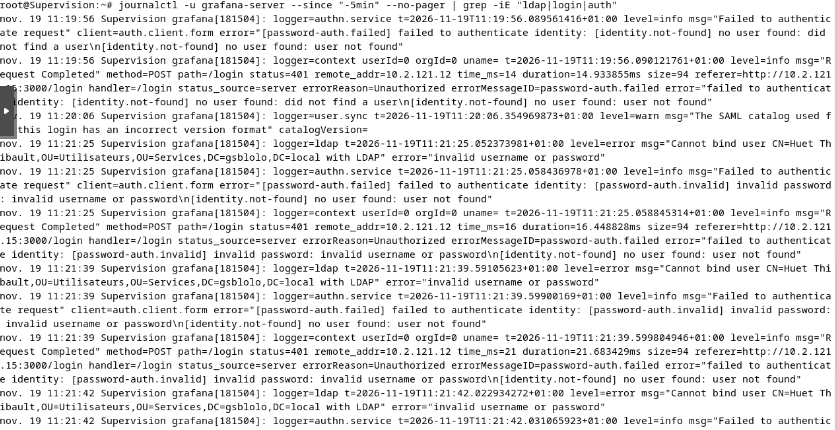 root@Supervision:~# journalctl -u grafana-server --since "-5min" --no-pager | grep -iE "ldap|login|auth"
nov. 19 11:19:56 Supervision grafana[181504]: logger=authn.service t=2026-11-19T11:19:56.089561416+01:00 level=info msg="Failed to authentic
ate request" client=auth.client.form error="[password-auth.failed] failed to authenticate identity: [identity.not-found] no user found: did
not find a user\n[identity.not-found] no user found: user not found"
nov. 19 11:19:56 Supervision grafana[181504]: logger=context userId=0 orgId=0 uname= t=2026-11-19T11:19:56.090121761+01:00 level=info msg="R
equest Completed" method=POST path=/login status=401 remote_addr=10.2.121.12 time_ms=14 duration=14.933855ms size=94 referer=http://10.2.121
.15:3000/login handler=/login status_source=server errorReason=Unauthorized errorMessageID=password-auth.failed error="failed to authenticat
identity: [identity.not-found] no user found: did not find a user\n[identity.not-found] no user found: user not found"
nov. 19 11:20:06 Supervision grafana[181504]: logger=user.sync t=2026-11-19T11:20:06.354969873+01:00 level=warn msg="The SAML catalog used f
this login has an incorrect version format" catalogVersion=
nov. 19 11:21:25 Supervision grafana[181504]: logger=ldap t=2026-11-19T11:21:25.052373981+01:00 level=error msg="Cannot bind user CN=Huet Th
ibault,OU=Utilisateurs,OU=Services,DC=gsblolo,DC=local with LDAP" error="invalid username or password"
nov. 19 11:21:25 Supervision grafana[181504]: logger=authn.service t=2026-11-19T11:21:25.058436978+01:00 level=info msg="Failed to authentic
ate request" client=auth.client.form error="[password-auth.failed] failed to authenticate identity: [password-auth.invalid] invalid password
: invalid username or password\n[identity.not-found] no user found: user not found"
nov. 19 11:21:25 Supervision grafana[181504]: logger=context userId=0 orgId=0 uname= t=2026-11-19T11:21:25.058845314+01:00 level=info msg="R
equest Completed" method=POST path=/login status=401 remote_addr=10.2.121.12 time_ms=16 duration=16.448828ms size=94 referer=http://10.2.121
.15:3000/login handler=/login status_source=server errorReason=Unauthorized errorMessageID=password-auth.failed error="failed to authenticat
e identity: [password-auth.invalid] invalid password: invalid username or password\n[identity.not-found] no user found: user not found"
nov. 19 11:21:39 Supervision grafana[181504]: logger=ldap t=2026-11-19T11:21:39.59105623+01:00 level=error msg="Cannot bind user CN=Huet Thi
bault,OU=Utilisateurs,OU=Services,DC=gsblolo,DC=local with LDAP" error="invalid username or password"
nov. 19 11:21:39 Supervision grafana[181504]: logger=authn.service t=2026-11-19T11:21:39.59900169+01:00 level=info msg="Failed to authentica
te request" client=auth.client.form error="[password-auth.failed] failed to authenticate identity: [password-auth.invalid] invalid password:
invalid username or password\n[identity.not-found] no user found: user not found"
nov. 19 11:21:39 Supervision grafana[181504]: logger=context userId=0 orgId=0 uname= t=2026-11-19T11:21:39.599804946+01:00 level=info msg="R
equest Completed" method=POST path=/login status=401 remote_addr=10.2.121.12 time_ms=21 duration=21.683429ms size=94 referer=http://10.2.121
.15:3000/login handler=/login status_source=server errorReason=Unauthorized errorMessageID=password-auth.failed error="failed to authenticat
e identity: [password-auth.invalid] invalid password: invalid username or password\n[identity.not-found] no user found: user not found"
nov. 19 11:21:42 Supervision grafana[181504]: logger=ldap t=2026-11-19T11:21:42.022934272+01:00 level=error msg="Cannot bind user CN=Huet Th
ibault,OU=Utilisateurs,OU=Services,DC=gsblolo,DC=local with LDAP" error="invalid username or password"
nov. 19 11:21:42 Supervision grafana[181504]: logger=authn.service t=2026-11-19T11:21:42.031065923+01:00 level=info msg="Failed to authentic